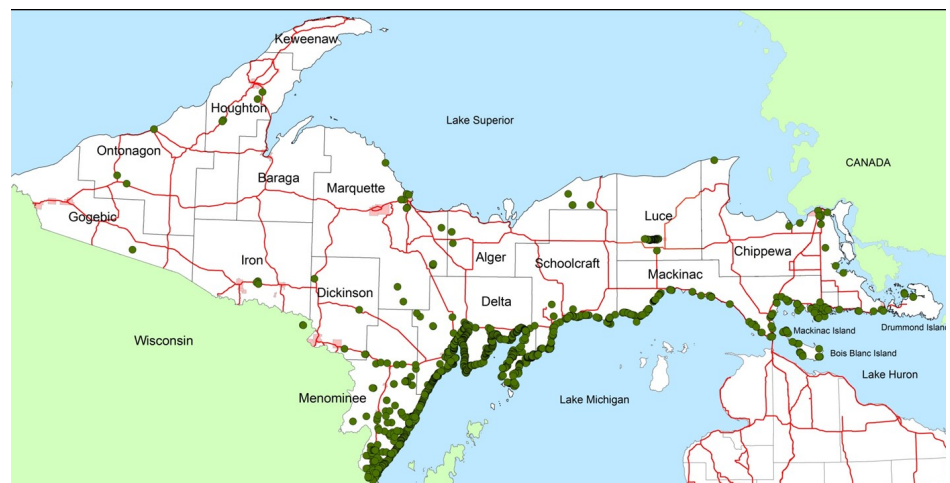 Keweenaw
Houghton
Lake Superior
Ontonagon
CANADA
Baraga
Marquette
Gogebic
Luce
Iron
Alger
Schoolcraft
Chippewa
Mackinac
Dickinson
Delta
Mackinac Island
Drummond Island
Wisconsin
Bois Blanc Island
Lake Huron
Menominee
Lake Michigan